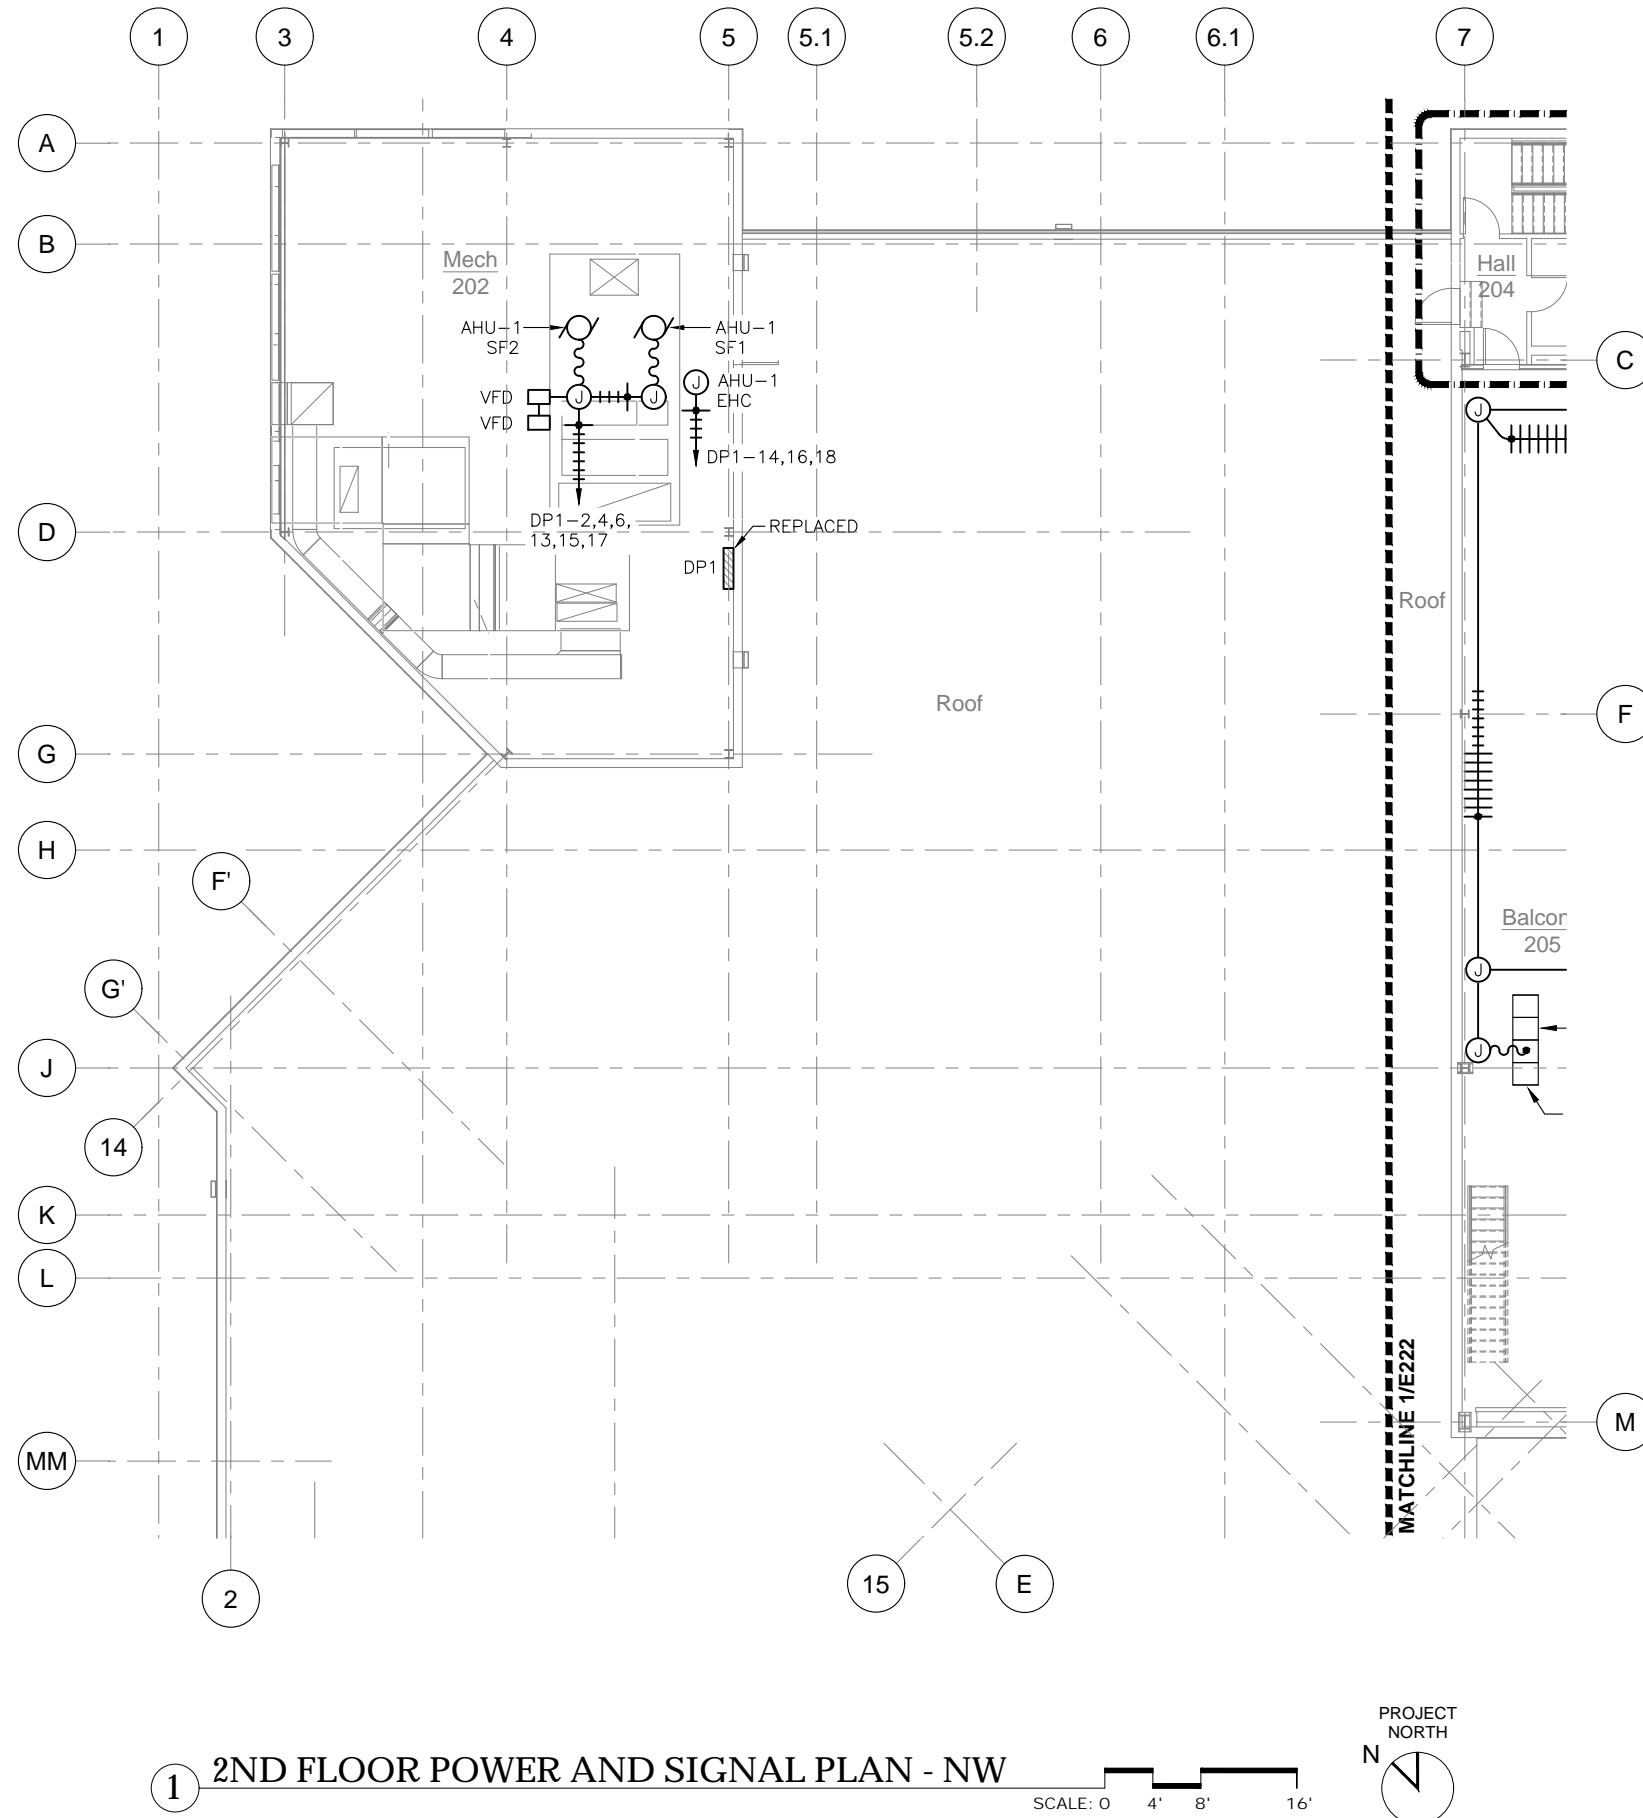 1
3
4
5
5.1
5.2
6
6.1
7
A
B
Mech
202
Hall
204
AHU-1
SF2
AHU-1
SF1
C
J
AHU-1
EHC
VFD
J
J
VFD
J
DP1-14,16,18
D
DP1-2,4,6,
13,15,17
REPLACED
DP1
Roof
Roof
F
G
H
F'
Balcon
205
G'
J
J
J
14
K
L
MATCHLINE 1/E222
M
MM
15
E
2
PROJECT
NORTH
N
1
2ND FLOOR POWER AND SIGNAL PLAN - NW
SCALE: 0 4' 8' 16'